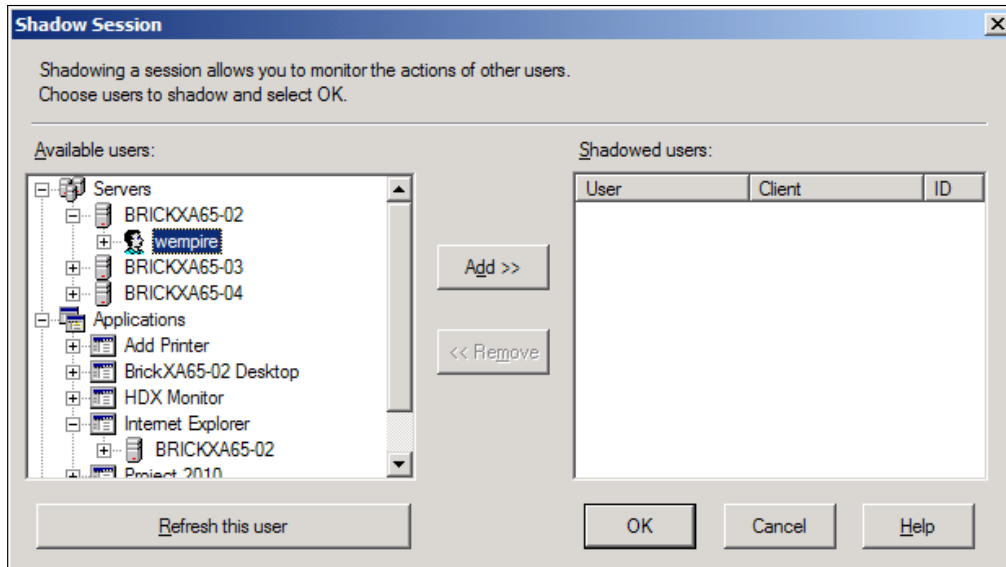 Shadow Session
Shadowing a session allows you to monitor the actions of other users.
Choose users to shadow and select OK.
Available users:
Servers
BRICKXA65-02
wempire
BRICKXA65-03
BRICKXA65-04
Applications
Add Printer
BrickXA65-02 Desktop
HDX Monitor
Internet Explorer
BRICKXA65-02
Project 2010
Refresh this user
Add >>
<< Remove
Shadowed users:
User Client ID
OK Cancel Help